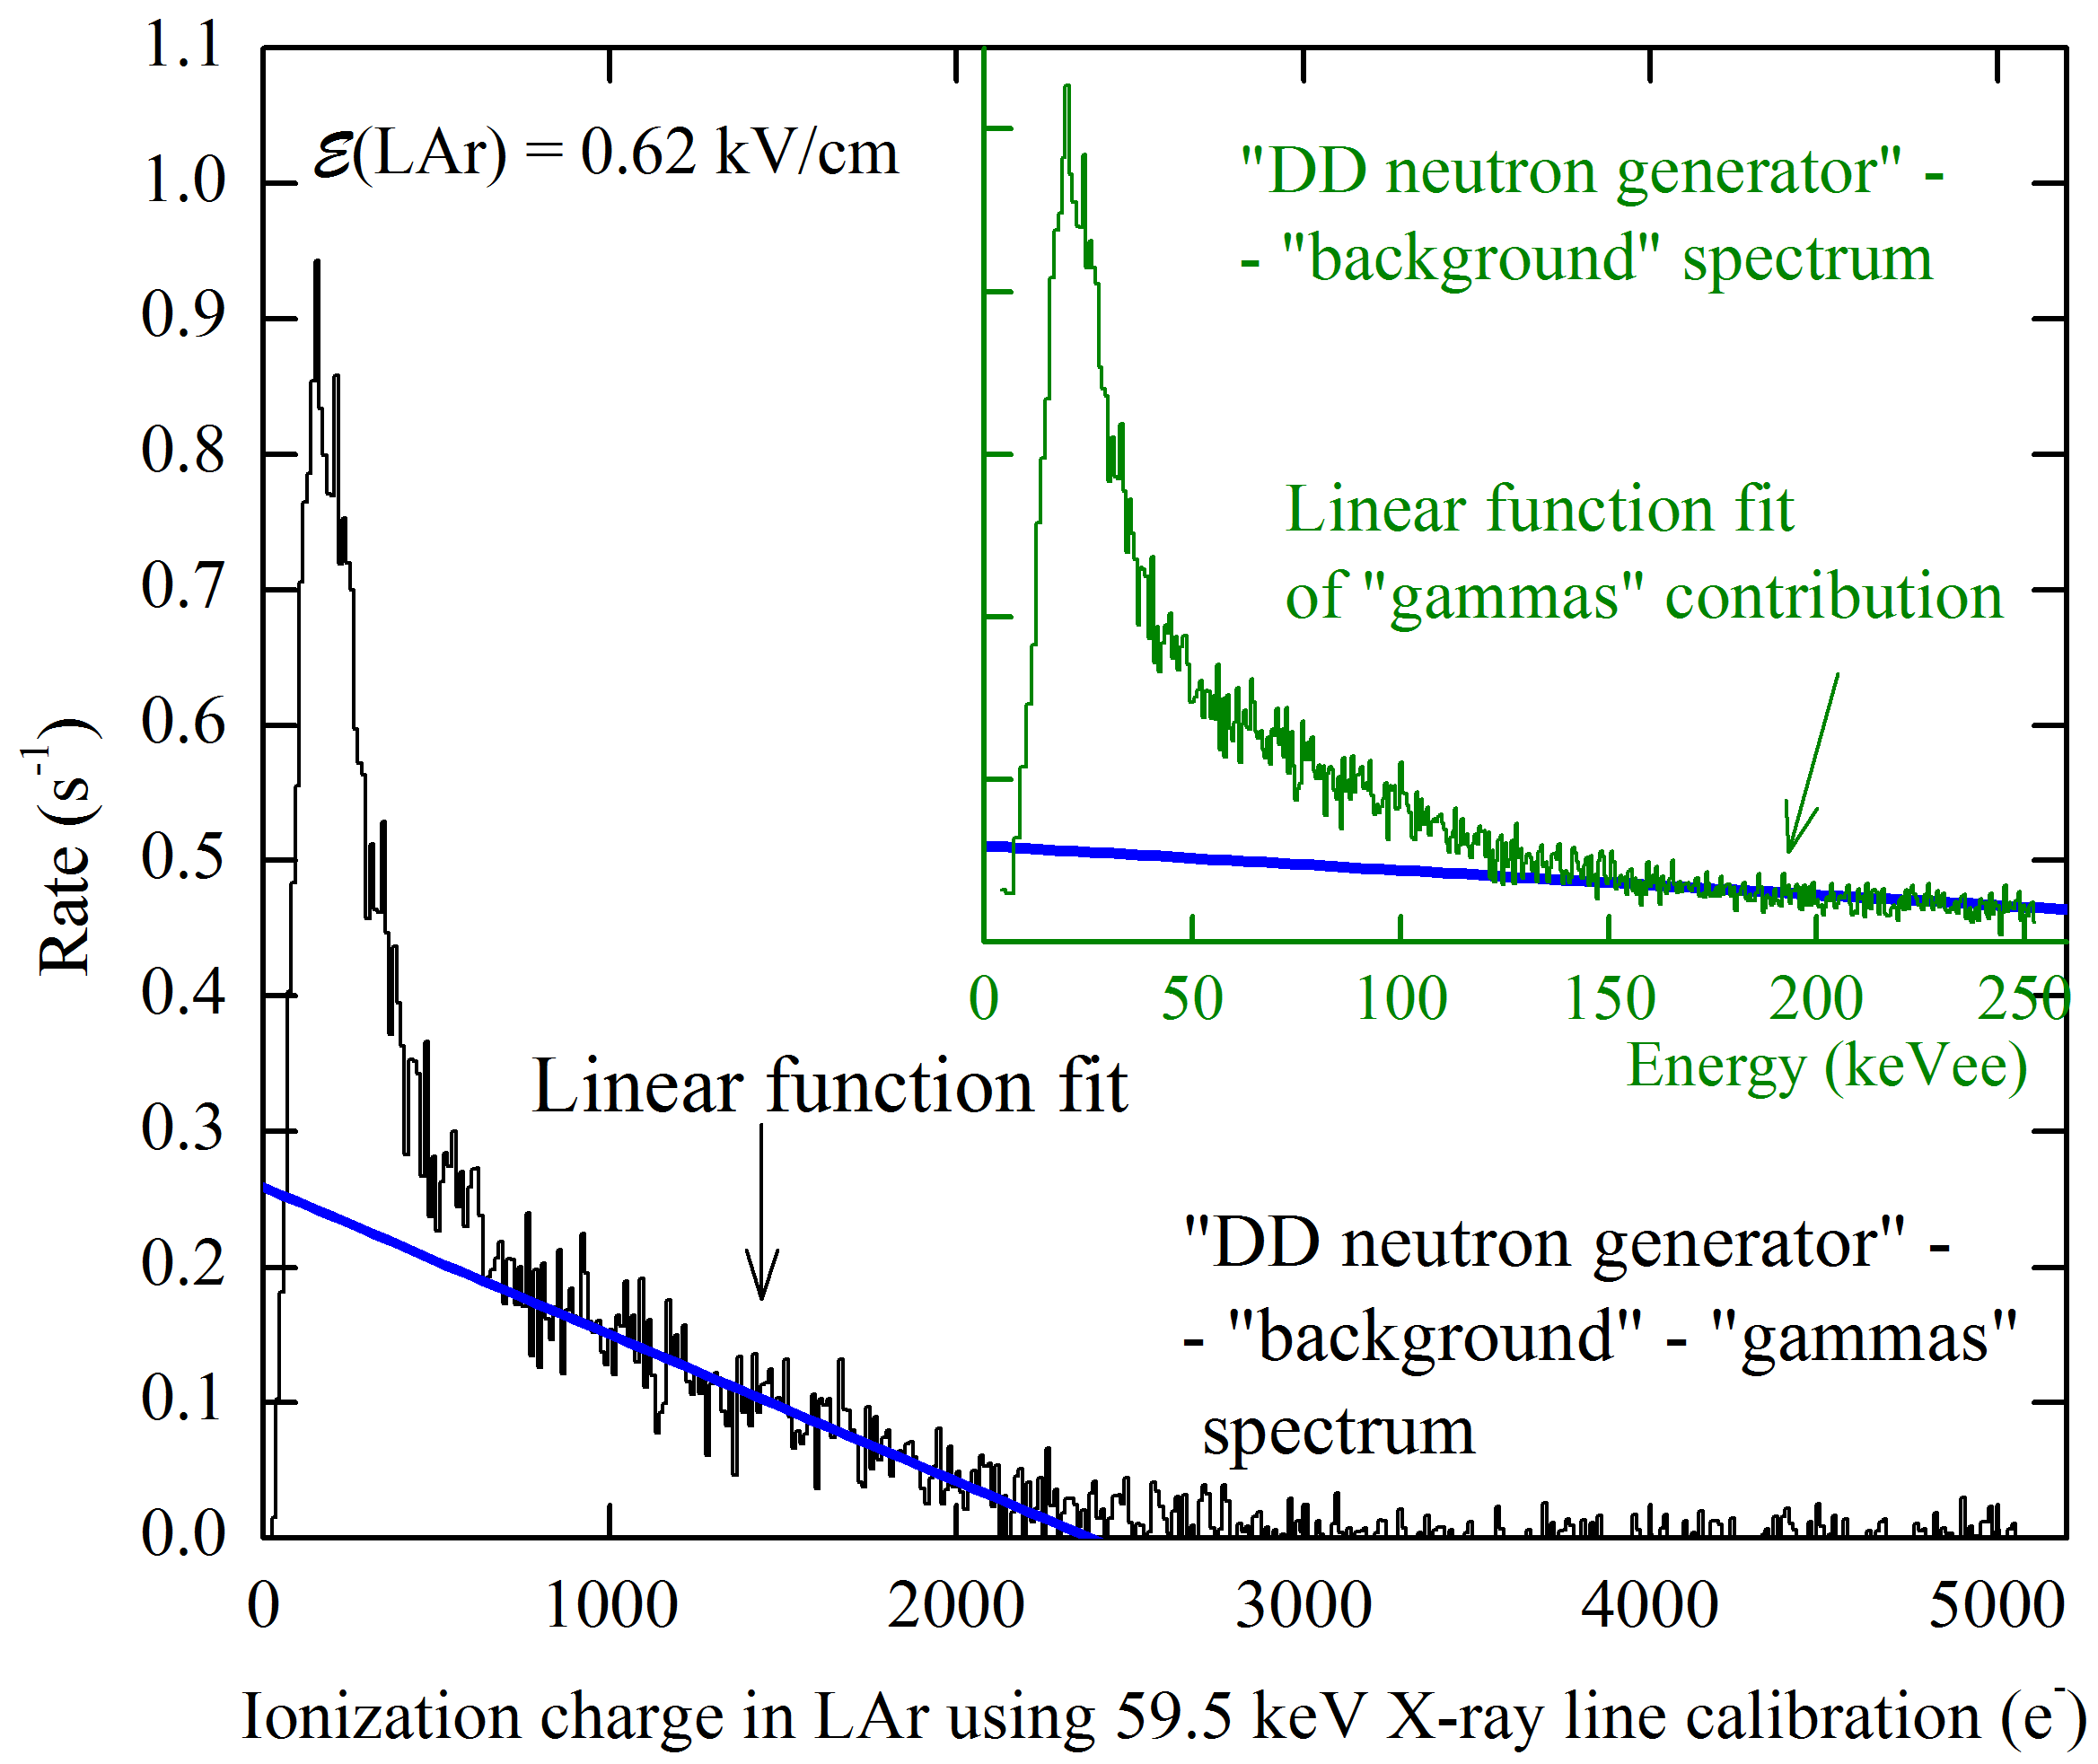 1.1
1.0
0.9
0.8
0.7
0.6
0.5
0.4
0.3
0.2
0.1
0.0
Rate (s⁻¹)
ℰ(LAr) = 0.62 kV/cm
"DD neutron generator" -
- "background" spectrum
Linear function fit
of "gammas" contribution
0 50 100 150 200 250
Energy (keVee)
Linear function fit
"DD neutron generator" -
- "background" - "gammas"
spectrum
0 1000 2000 3000 4000 5000
Ionization charge in LAr using 59.5 keV X-ray line calibration (e⁻)